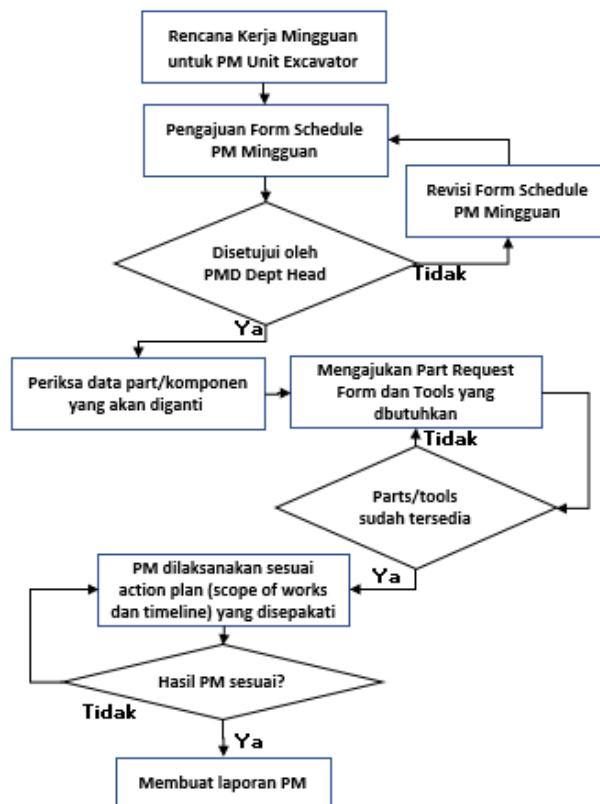 Rencana Kerja Mingguan
untuk PM Unit Excavator
Pengajuan Form Schedule
PM Mingguan
Revisi Form Schedule
PM Mingguan
Disetujui oleh
PMD Dept Head
Tidak
Ya
Periksa data part/komponen
yang akan diganti
Mengajukan Part Request
Form dan Tools yang
dbutuhkan
Tidak
Parts/tools
sudah tersedia
Ya
PM dilaksanakan sesuai
action plan (scope of works
dan timeline) yang disepakati
Hasil PM sesuai?
Tidak
Ya
Membuat laporan PM